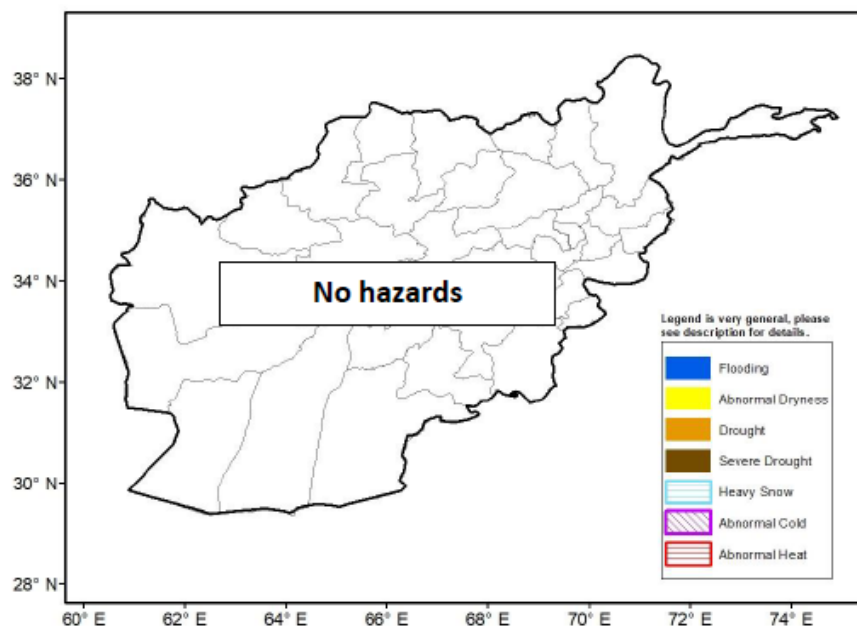 38° N
36° N
34° N
32° N
30° N
28° N
No hazards
Legend is very general, please
see description for details.
Flooding
Abnormal Dryness
Drought
Severe Drought
Heavy Snow
Abnormal Cold
Abnormal Heat
60° E 62° E 64° E 66° E 68° E 70° E 72° E 74° E